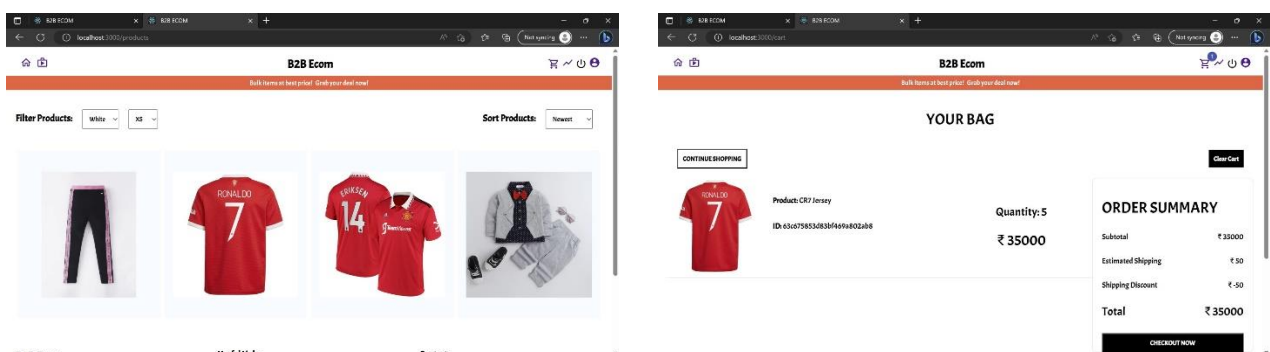 B2B ECOM
B2B ECOM
localhost:3000/products
Not syncing
B2B Ecom
Bulk items at best price! Grab your deal now!
Filter Products: White XS
Sort Products: Newest
RONALDO
7
ERIKSEN
14
B2B ECOM
B2B ECOM
localhost:3000/cart
Not syncing
B2B Ecom
Bulk items at best price! Grab your deal now!
YOUR BAG
CONTINUE SHOPPING
Clear Cart
RONALDO
7
Product: CR7 Jersey
ID: 63c675853d83bf469a802ab8
Quantity: 5
₹ 35000
ORDER SUMMARY
Subtotal ₹ 35000
Estimated Shipping ₹ 50
Shipping Discount ₹ -50
Total ₹ 35000
CHECKOUT NOW